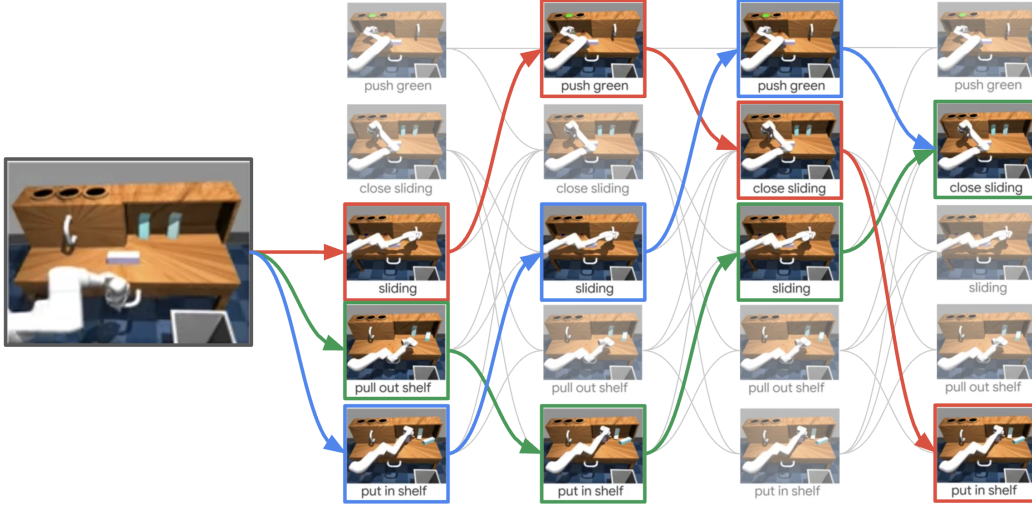 push green
push green
push green
push green
close sliding
close sliding
close sliding
close sliding
sliding
sliding
sliding
sliding
pull out shelf
pull out shelf
pull out shelf
pull out shelf
put in shelf
put in shelf
put in shelf
put in shelf